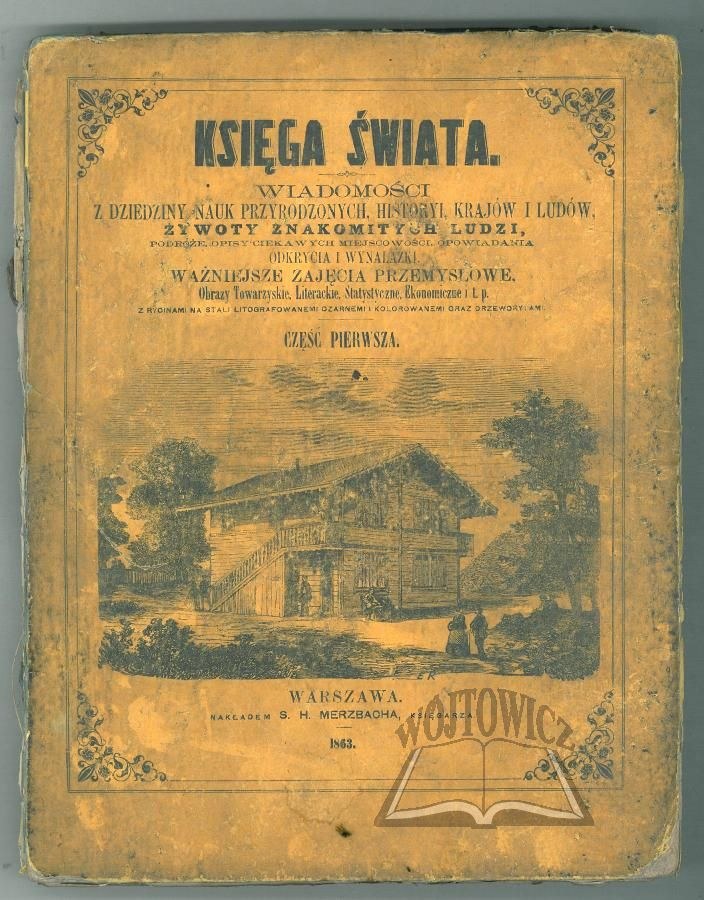 KSIĘGA ŚWIATA.
WIADOMOŚCI
Z DZIEDZINY NAUK PRZYRODZONYCH, HISTORYI, KRAJÓW I LUDÓW,
ŻYWOTY ZNAKOMITYCH LUDZI,
PODRÓŻE, OPISY CIEKAWYCH MIEJSCOWOŚCI, OPOWIADANIA
ODKRYCIA I WYNALAZKI,
WAŻNIEJSZE ZAJĘCIA PRZEMYSŁOWE,
Obrazy Towarzyskie, Literackie, Statystyczne, Ekonomiczne i t. p.
Z RYCINAMI NA STALI LITOGRAFOWANEMI CZARNEMI I KOLOROWANEMI ORAZ DRZEWORYTAMI.
CZĘŚĆ PIERWSZA.
WARSZAWA.
NAKŁADEM S. H. MERZBACHA, KSIĘGARZA.
1863.
WÓJTOWICZ